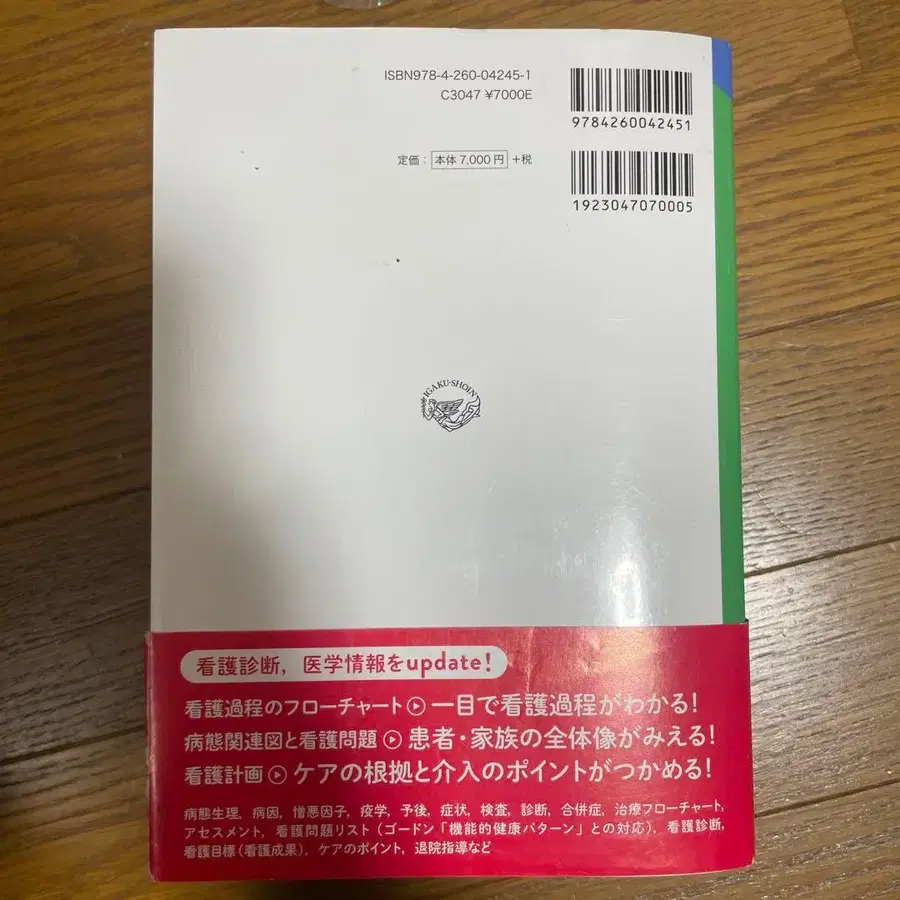 ISBN978-4-260-04245-1
C3047 ¥7000E
9784260042451
定価： 本体7,000円 +税
1923047070005
IGAKU-SHOIN
看護診断，医学情報をupdate！
看護過程のフローチャート▶一目で看護過程がわかる！
病態関連図と看護問題▶患者・家族の全体像がみえる！
看護計画▶ケアの根拠と介入のポイントがつかめる！
病態生理，病因，増悪因子，疫学，予後，症状，検査，診断，合併症，治療フローチャート，
アセスメント，看護問題リスト（ゴードン「機能的健康パターン」との対応），看護診断，
看護目標（看護成果），ケアのポイント，退院指導など